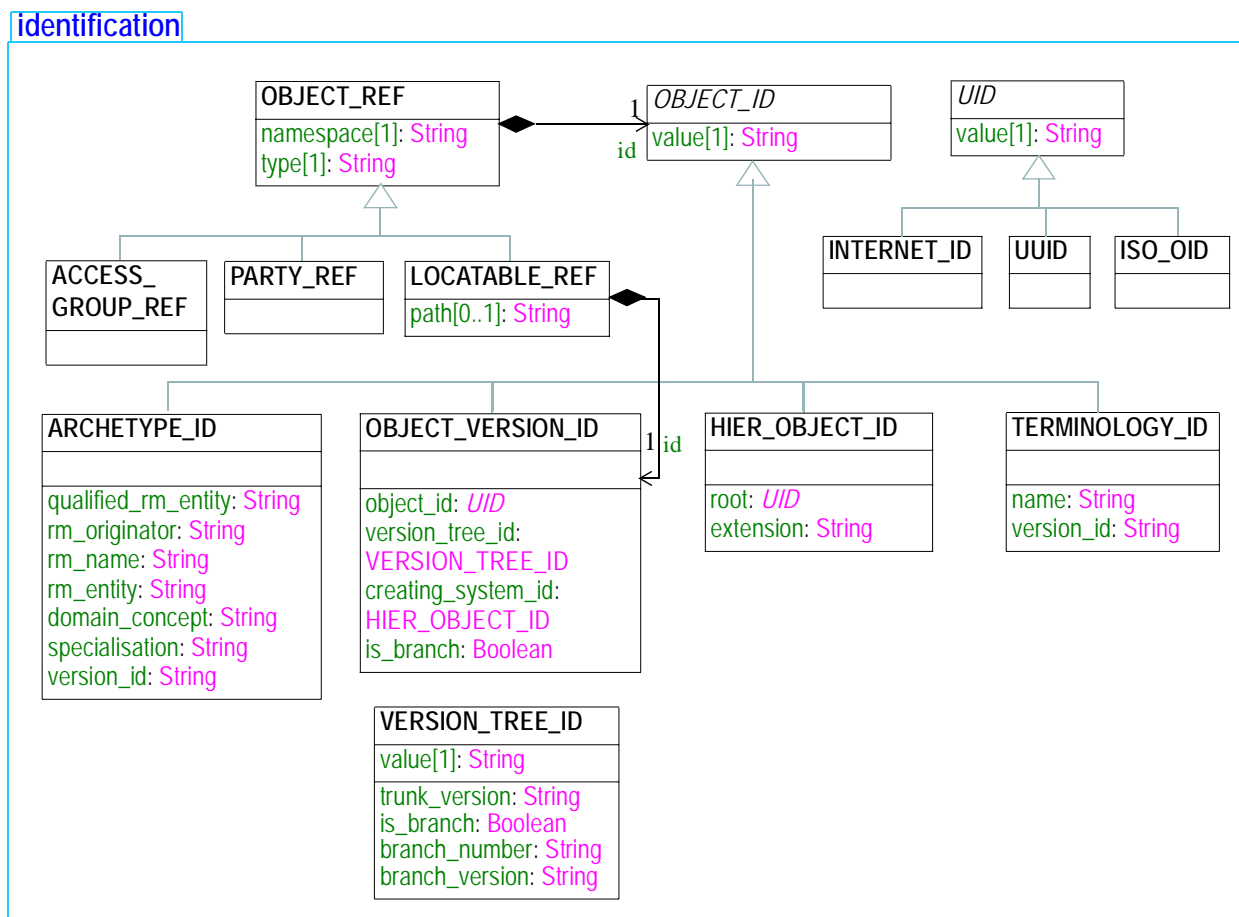 identification
OBJECT_REF
namespace[1]: String
type[1]: String
1
id
OBJECT_ID
value[1]: String
UID
value[1]: String
ACCESS_
GROUP_REF
PARTY_REF
LOCATABLE_REF
path[0..1]: String
INTERNET_ID
UUID
ISO_OID
ARCHETYPE_ID
qualified_rm_entity: String
rm_originator: String
rm_name: String
rm_entity: String
domain_concept: String
specialisation: String
version_id: String
OBJECT_VERSION_ID
object_id: UID
version_tree_id:
VERSION_TREE_ID
creating_system_id:
HIER_OBJECT_ID
is_branch: Boolean
1 id
HIER_OBJECT_ID
root: UID
extension: String
TERMINOLOGY_ID
name: String
version_id: String
VERSION_TREE_ID
value[1]: String
trunk_version: String
is_branch: Boolean
branch_number: String
branch_version: String